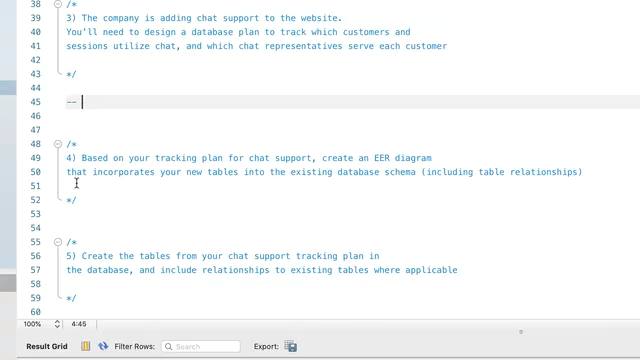 38 /*
39 3) The company is adding chat support to the website.
40 You'll need to design a database plan to track which customers and
41 sessions utilize chat, and which chat representatives serve each customer
42
43 */
44
45 --
46
47
48 /*
49 4) Based on your tracking plan for chat support, create an EER diagram
50 that incorporates your new tables into the existing database schema (including table relationships)
51
52 */
53
54
55 /*
56 5) Create the tables from your chat support tracking plan in
57 the database, and include relationships to existing tables where applicable
58
59 */
60
100% 4:45
Result Grid Filter Rows: Search Export: